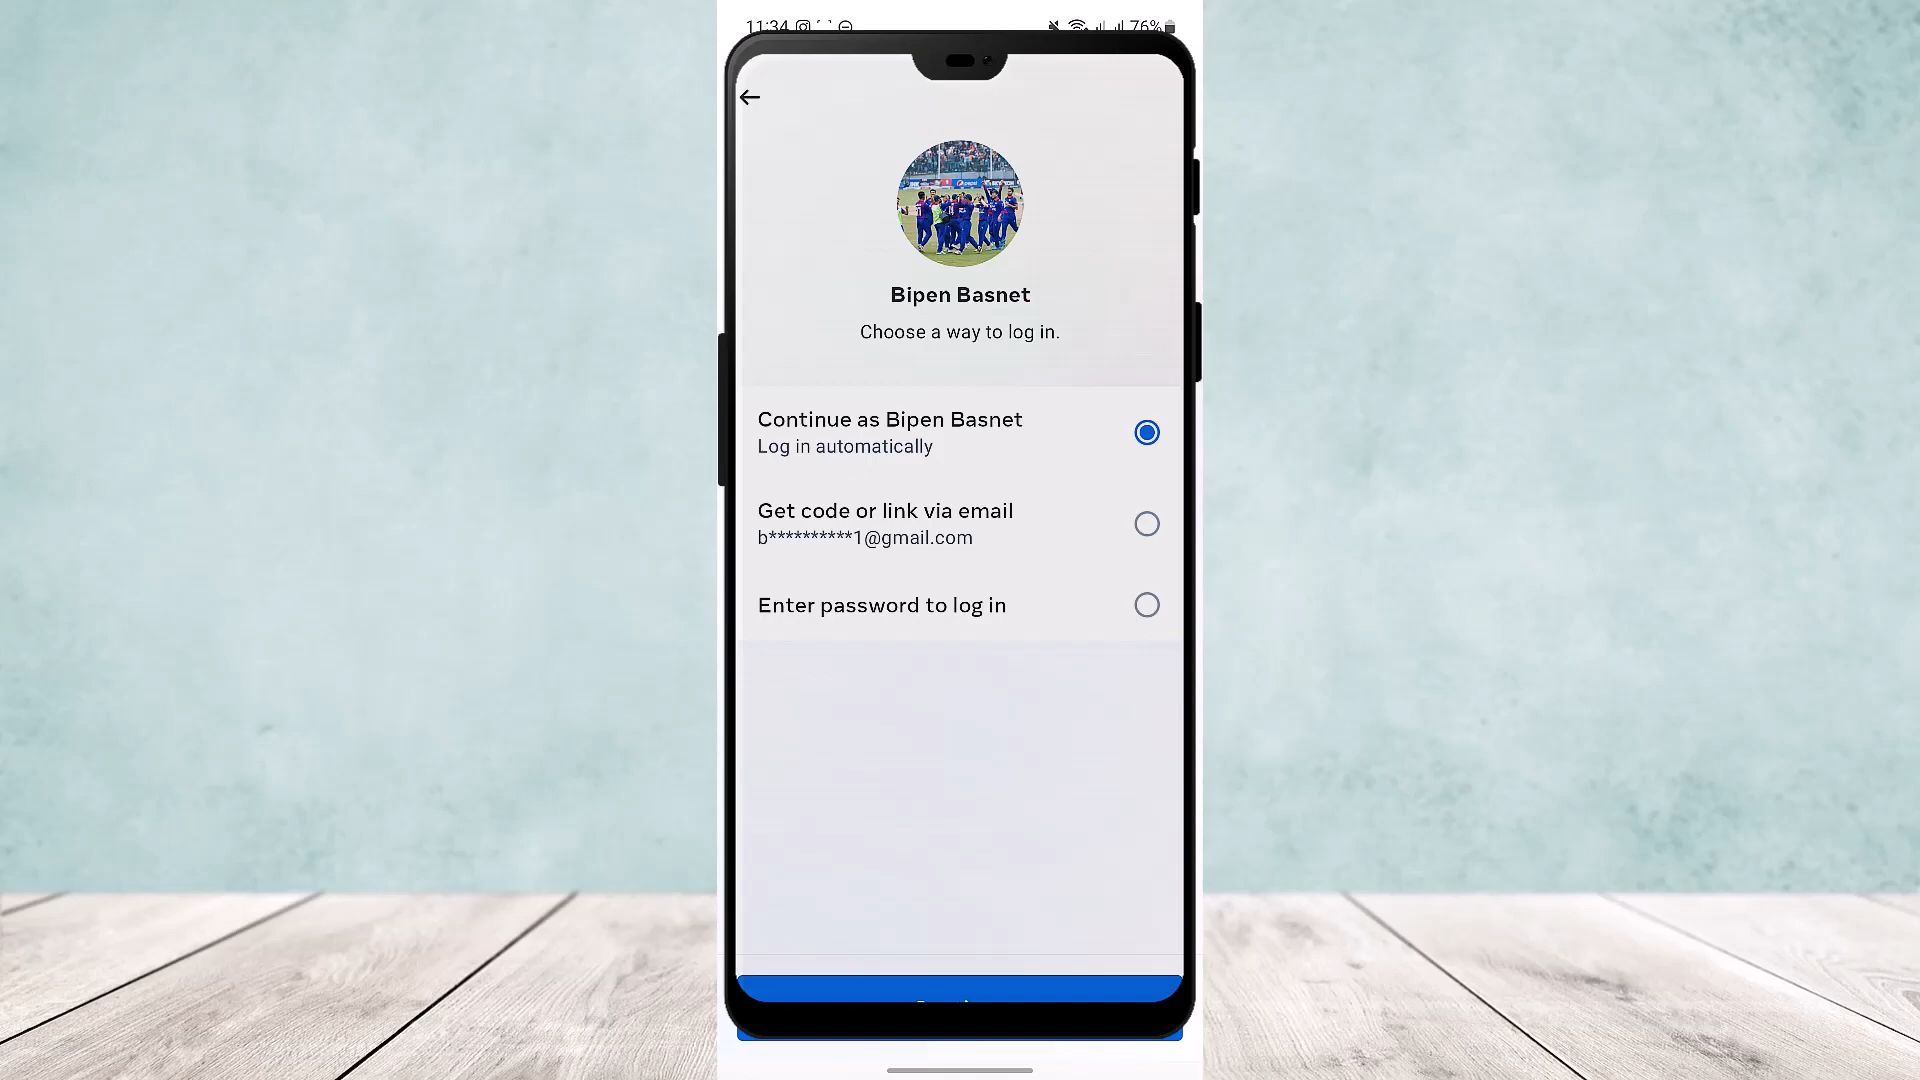 11:34
76%
Bipen Basnet
Choose a way to log in.
Continue as Bipen Basnet
Log in automatically
Get code or link via email
b**********1@gmail.com
Enter password to log in